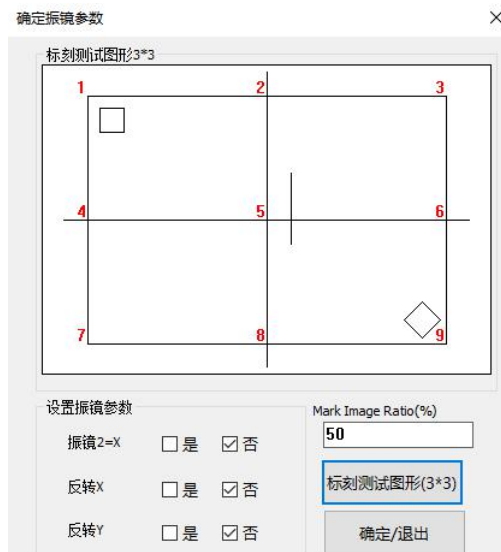 确定振镜参数
标刻测试图形3*3
1 2 3
4 5 6
7 8 9
设置振镜参数
Mark Image Ratio(%)
50
振镜2=X 是 否
反转X 是 否
标刻测试图形(3*3)
反转Y 是 否
确定/退出